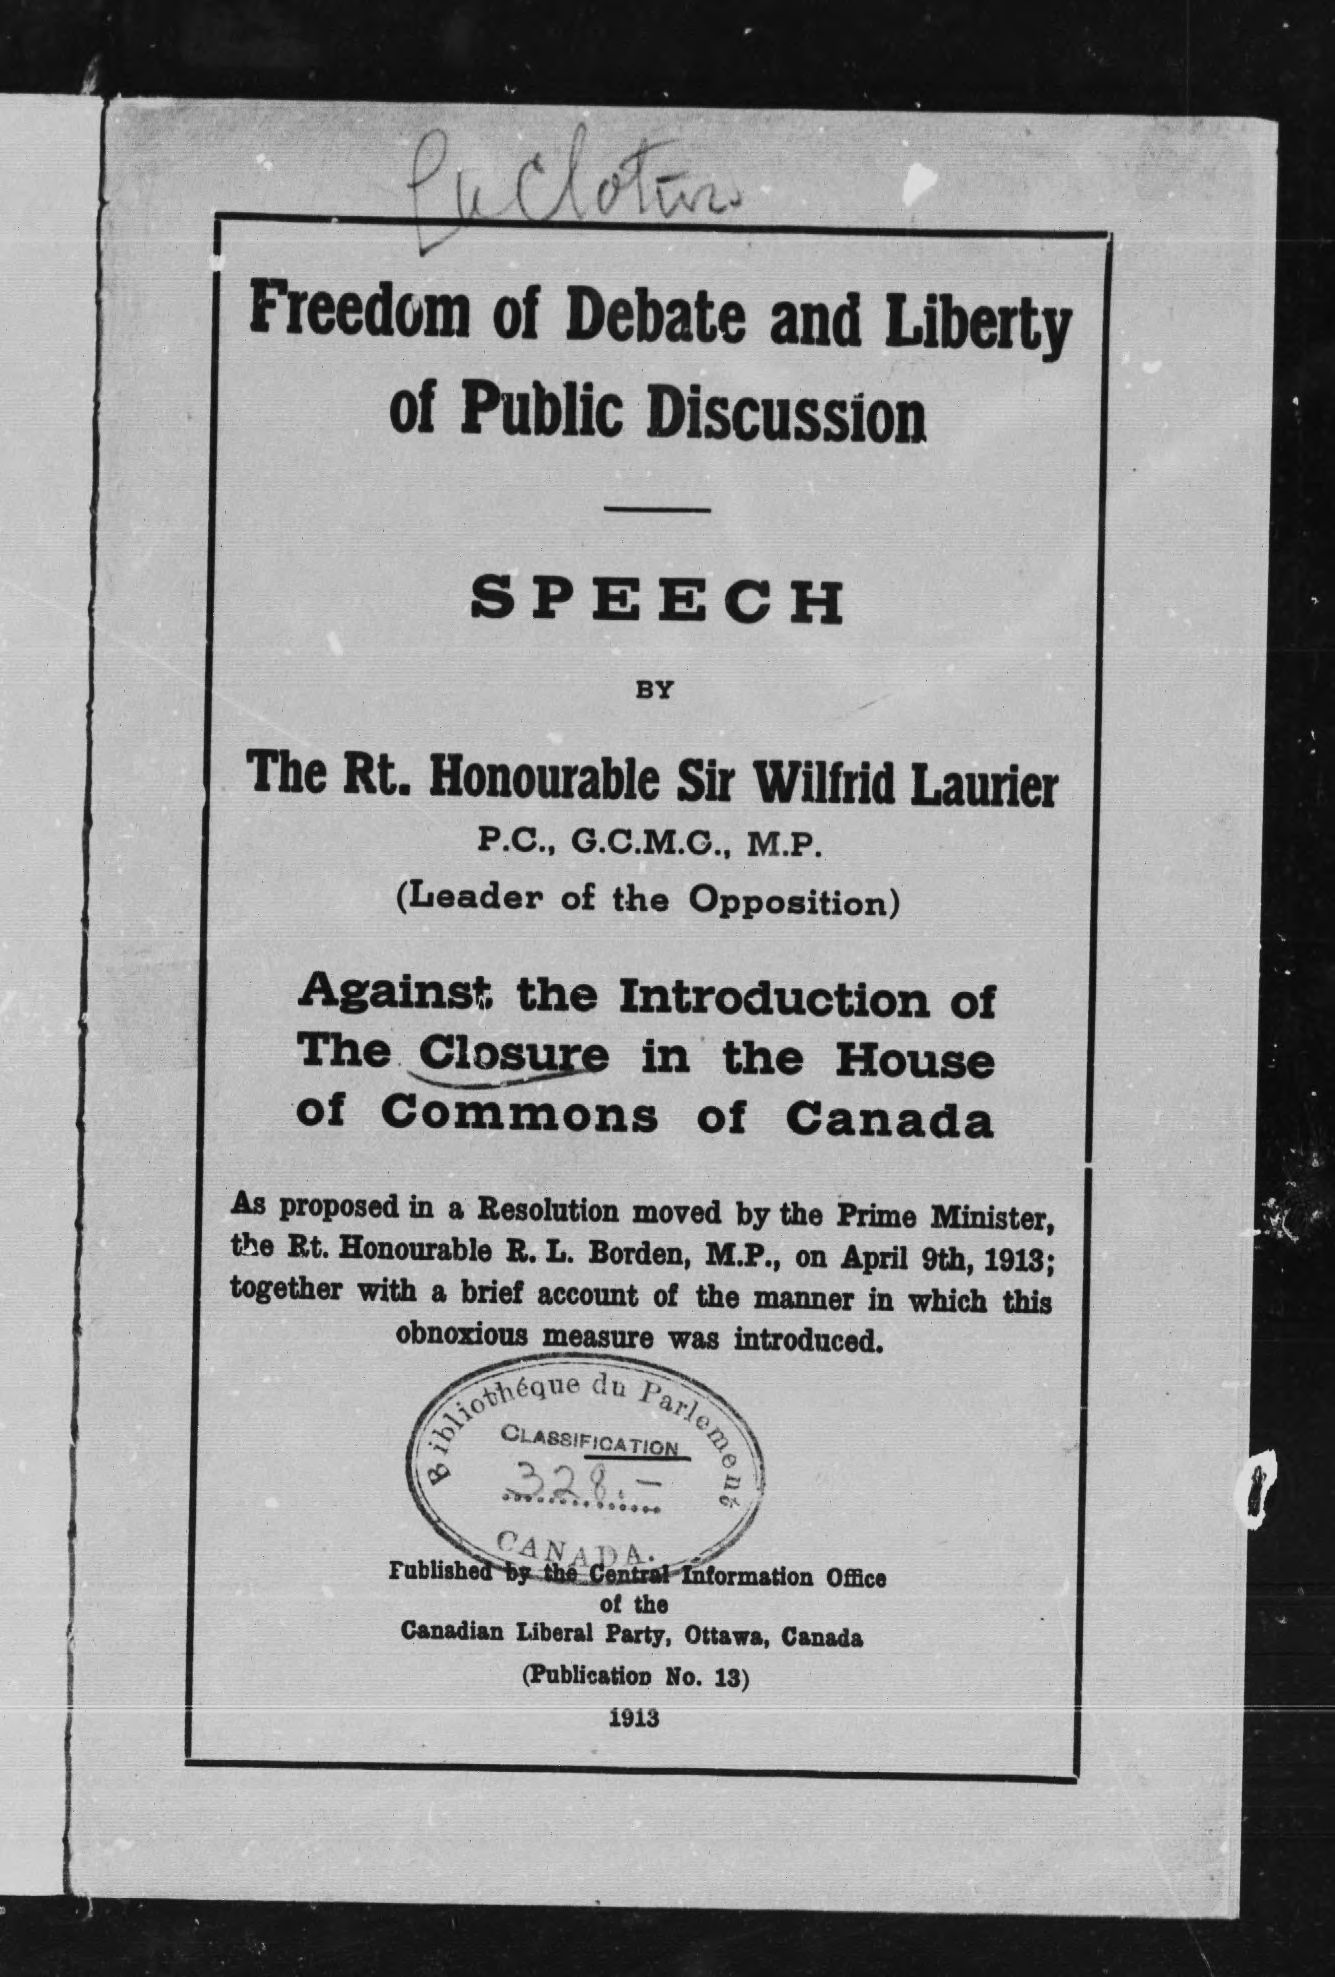 Freedom of Debate and Liberty
of Public Discussion
SPEECH
BY
The Rt. Honourable Sir Wilfrid Laurier
P.C., G.C.M.G., M.P.
(Leader of the Opposition)
Against the Introduction of
The Closure in the House
of Commons of Canada
As proposed in a Resolution moved by the Prime Minister,
the Rt. Honourable R. L. Borden, M.P., on April 9th, 1913;
together with a brief account of the manner in which this
obnoxious measure was introduced.
Bibliothéque du Parlement
CLASSIFICATION
328.-
CANADA.
Published by the Central Information Office
of the
Canadian Liberal Party, Ottawa, Canada
(Publication No. 13)
1913